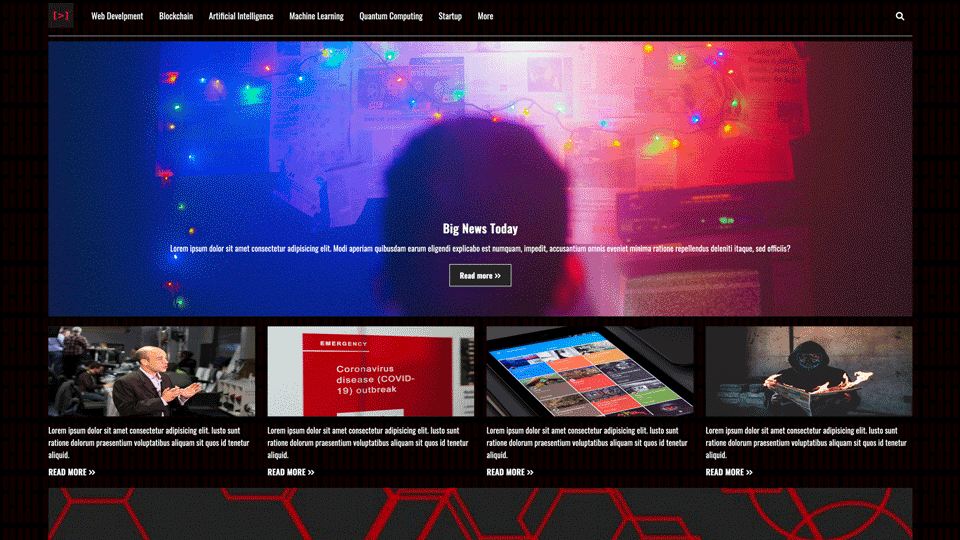 [>]
Web Develpment Blockchain Artificial Intelligence Machine Learning Quantum Computing Startup More
Big News Today
Lorem ipsum dolor sit amet consectetur adipisicing elit. Modi aperiam quibusdam earum eligendi explicabo est numquam, impedit, accusantium omnis eveniet minima ratione repellendus deleniti itaque, sed officiis?
Read more »
EMERGENCY
Coronavirus
disease (COVID-
19) outbreak
Lorem ipsum dolor sit amet consectetur adipisicing elit. Iusto sunt
ratione dolorum praesentium voluptatibus aliquam sit quos id tenetur
aliquid.
READ MORE »
Lorem ipsum dolor sit amet consectetur adipisicing elit. Iusto sunt
ratione dolorum praesentium voluptatibus aliquam sit quos id tenetur
aliquid.
READ MORE »
Lorem ipsum dolor sit amet consectetur adipisicing elit. Iusto sunt
ratione dolorum praesentium voluptatibus aliquam sit quos id tenetur
aliquid.
READ MORE »
Lorem ipsum dolor sit amet consectetur adipisicing elit. Iusto sunt
ratione dolorum praesentium voluptatibus aliquam sit quos id tenetur
aliquid.
READ MORE »